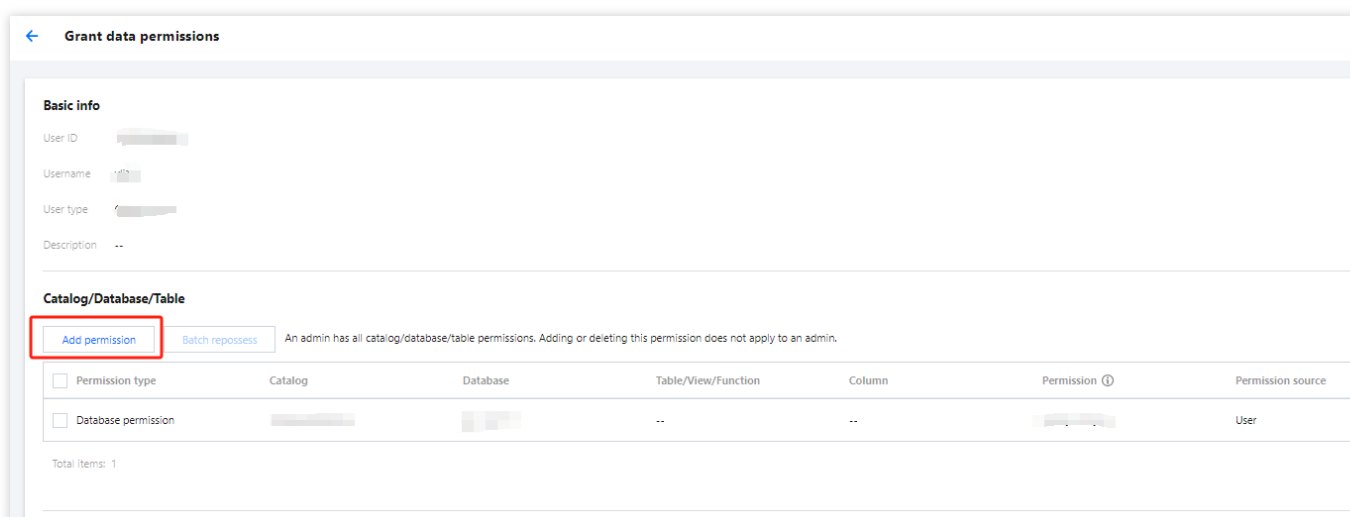 Grant data permissions
Basic info
User ID
Username
User type
Description --
Catalog/Database/Table
Add permission Batch repossess An admin has all catalog/database/table permissions. Adding or deleting this permission does not apply to an admin.
Permission type Catalog Database Table/View/Function Column Permission Permission source
Database permission -- -- User
Total items: 1